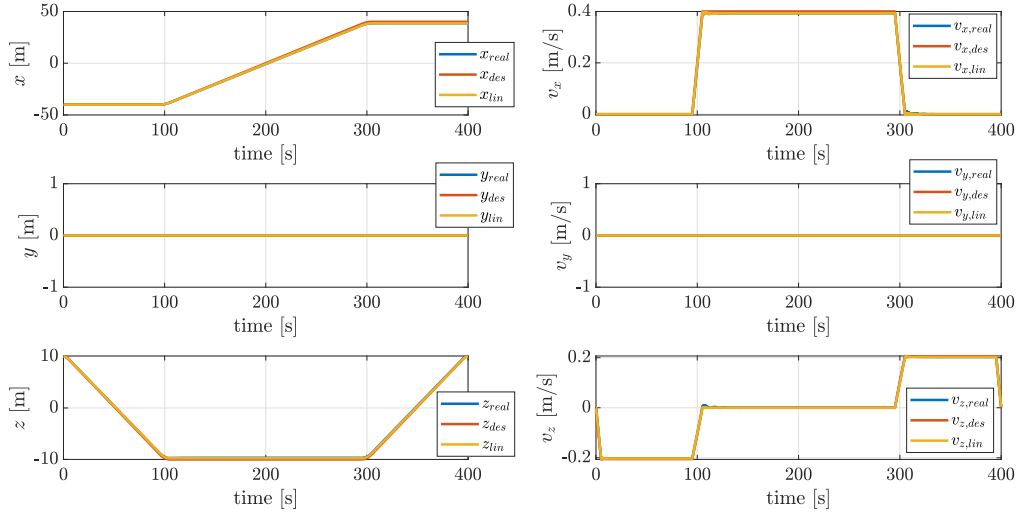 50
0
-50
x [m]
x_real
x_des
x_lin
0 100 200 300 400
time [s]
0.4
0.2
0
v_x [m/s]
v_x,real
v_x,des
v_x,lin
0 100 200 300 400
time [s]
1
0
-1
y [m]
y_real
y_des
y_lin
0 100 200 300 400
time [s]
1
0
-1
v_y [m/s]
v_y,real
v_y,des
v_y,lin
0 100 200 300 400
time [s]
10
0
-10
z [m]
z_real
z_des
z_lin
0 100 200 300 400
time [s]
0.2
0
-0.2
v_z [m/s]
v_z,real
v_z,des
v_z,lin
0 100 200 300 400
time [s]